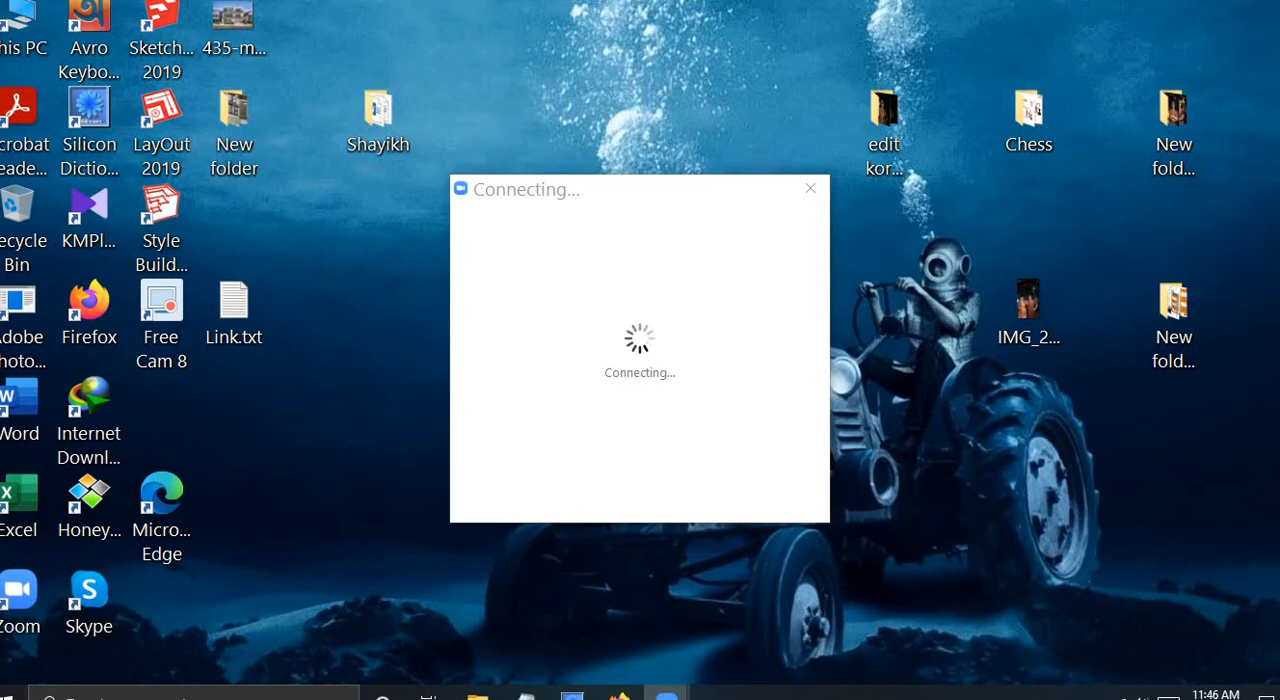 his PC
Avro
Keybo...
Sketch...
2019
435-m...
crobat
eade...
Silicon
Dictio...
LayOut
2019
New
folder
Shayikh
edit
kor...
Chess
New
fold...
Connecting...
ecycle
Bin
KMPl...
Style
Build...
dobe
hoto...
Firefox
Free
Cam 8
Link.txt
IMG_2...
New
fold...
Connecting...
Word
Internet
Downl...
Excel
Honey...
Micro...
Edge
Zoom
Skype
11:46 AM